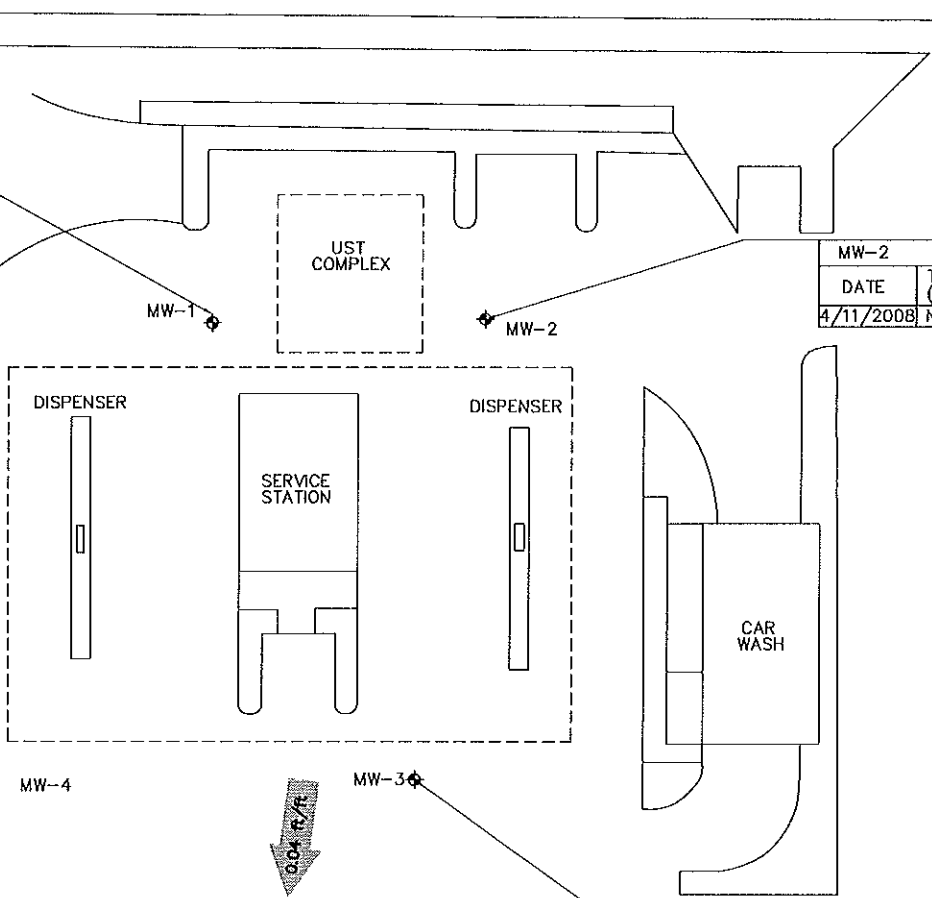 UST
COMPLEX
MW-1
MW-2
MW-2
DATE
4/11/2008
DISPENSER
DISPENSER
SERVICE
STATION
CAR
WASH
MW-4
MW-3
0.04 ft/ft